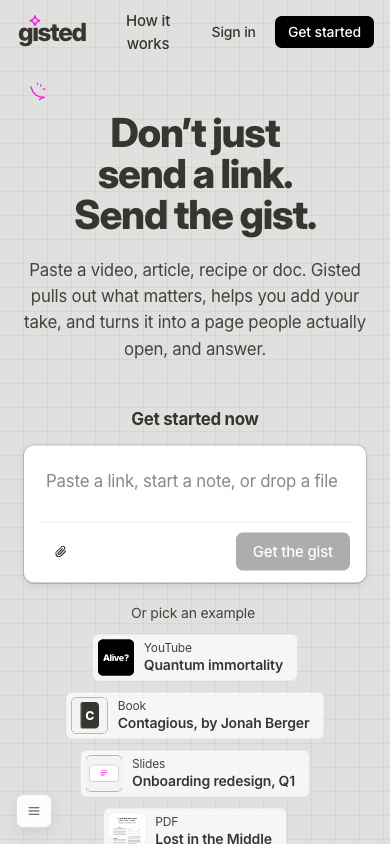 gisted
How it
works
Sign in
Get started
Don't just
send a link.
Send the gist.
Paste a video, article, recipe or doc. Gisted
pulls out what matters, helps you add your
take, and turns it into a page people actually
open, and answer.
Get started now
Paste a link, start a note, or drop a file
Get the gist
Or pick an example
Alive?
YouTube
Quantum immortality
C
Book
Contagious, by Jonah Berger
Slides
Onboarding redesign, Q1
PDF
Lost in the Middle